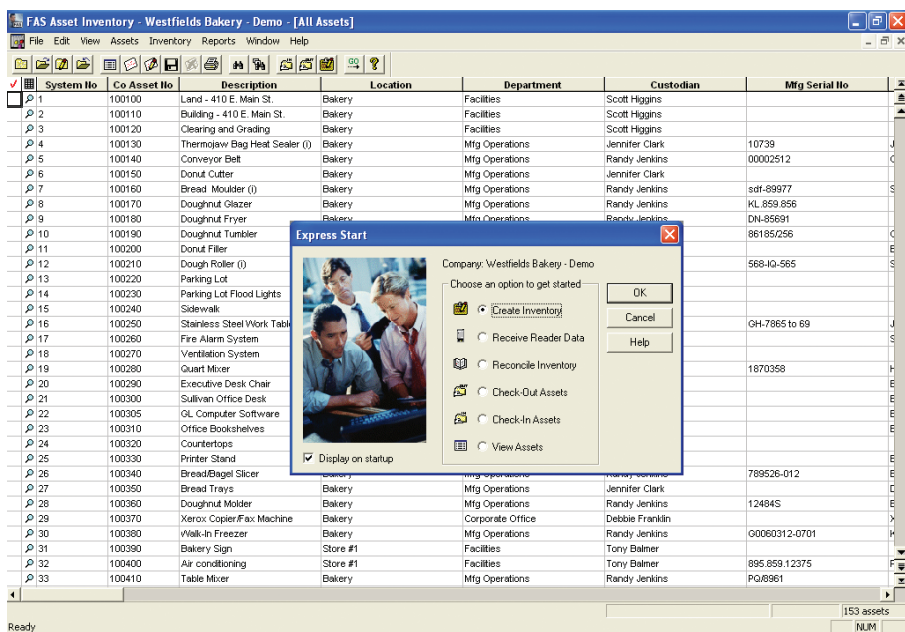 FAS Asset Inventory - Westfields Bakery - Demo - [All Assets]
File Edit View Assets Inventory Reports Window Help
System No Co Asset No Description Location Department Custodian Mfg Serial No
1 100100 Land - 410 E. Main St. Bakery Facilities Scott Higgins
2 100110 Building - 410 E. Main St. Bakery Facilities Scott Higgins
3 100120 Clearing and Grading Bakery Facilities Scott Higgins
4 100130 Thermojaw Bag Heat Sealer (i) Bakery Mfg Operations Jennifer Clark 10739
5 100140 Conveyor Belt Bakery Mfg Operations Randy Jenkins 00002512
6 100150 Donut Cutter Bakery Mfg Operations Jennifer Clark
7 100160 Bread Moulder (i) Bakery Mfg Operations Randy Jenkins sdf-89977
8 100170 Doughnut Glazer Bakery Mfg Operations Randy Jenkins KL.859.856
9 100180 Doughnut Fryer Bakery Mfg Operations Randy Jenkins DN-85691
10 100190 Doughnut Tumbler 86185/256
11 100200 Donut Filler
12 100210 Dough Roller (i) 568-IQ-565
13 100220 Parking Lot
14 100230 Parking Lot Flood Lights
15 100240 Sidewalk
16 100250 Stainless Steel Work Table GH-7865 to 69
17 100260 Fire Alarm System
18 100270 Ventilation System
19 100280 Quart Mixer 1870358
20 100290 Executive Desk Chair
21 100300 Sullivan Office Desk
22 100305 GL Computer Software
23 100310 Office Bookshelves
24 100320 Countertops
25 100330 Printer Stand
26 100340 Bread/Bagel Slicer Bakery Mfg Operations Randy Jenkins 789526-012
27 100350 Bread Trays Bakery Mfg Operations Jennifer Clark
28 100360 Doughnut Molder Bakery Mfg Operations Randy Jenkins 12484S
29 100370 Xerox Copier/Fax Machine Bakery Corporate Office Debbie Franklin
30 100380 Walk-In Freezer Bakery Mfg Operations Randy Jenkins G0060312-0701
31 100390 Bakery Sign Store #1 Facilities Tony Balmer
32 100400 Air conditioning Store #1 Facilities Tony Balmer 895.859.12375
33 100410 Table Mixer Bakery Mfg Operations Randy Jenkins PQ/8961
Express Start
Company: Westfields Bakery - Demo
Choose an option to get started
Create Inventory
Receive Reader Data
Reconcile Inventory
Check-Out Assets
Check-In Assets
View Assets
OK
Cancel
Help
Display on startup
153 assets
Ready NUM